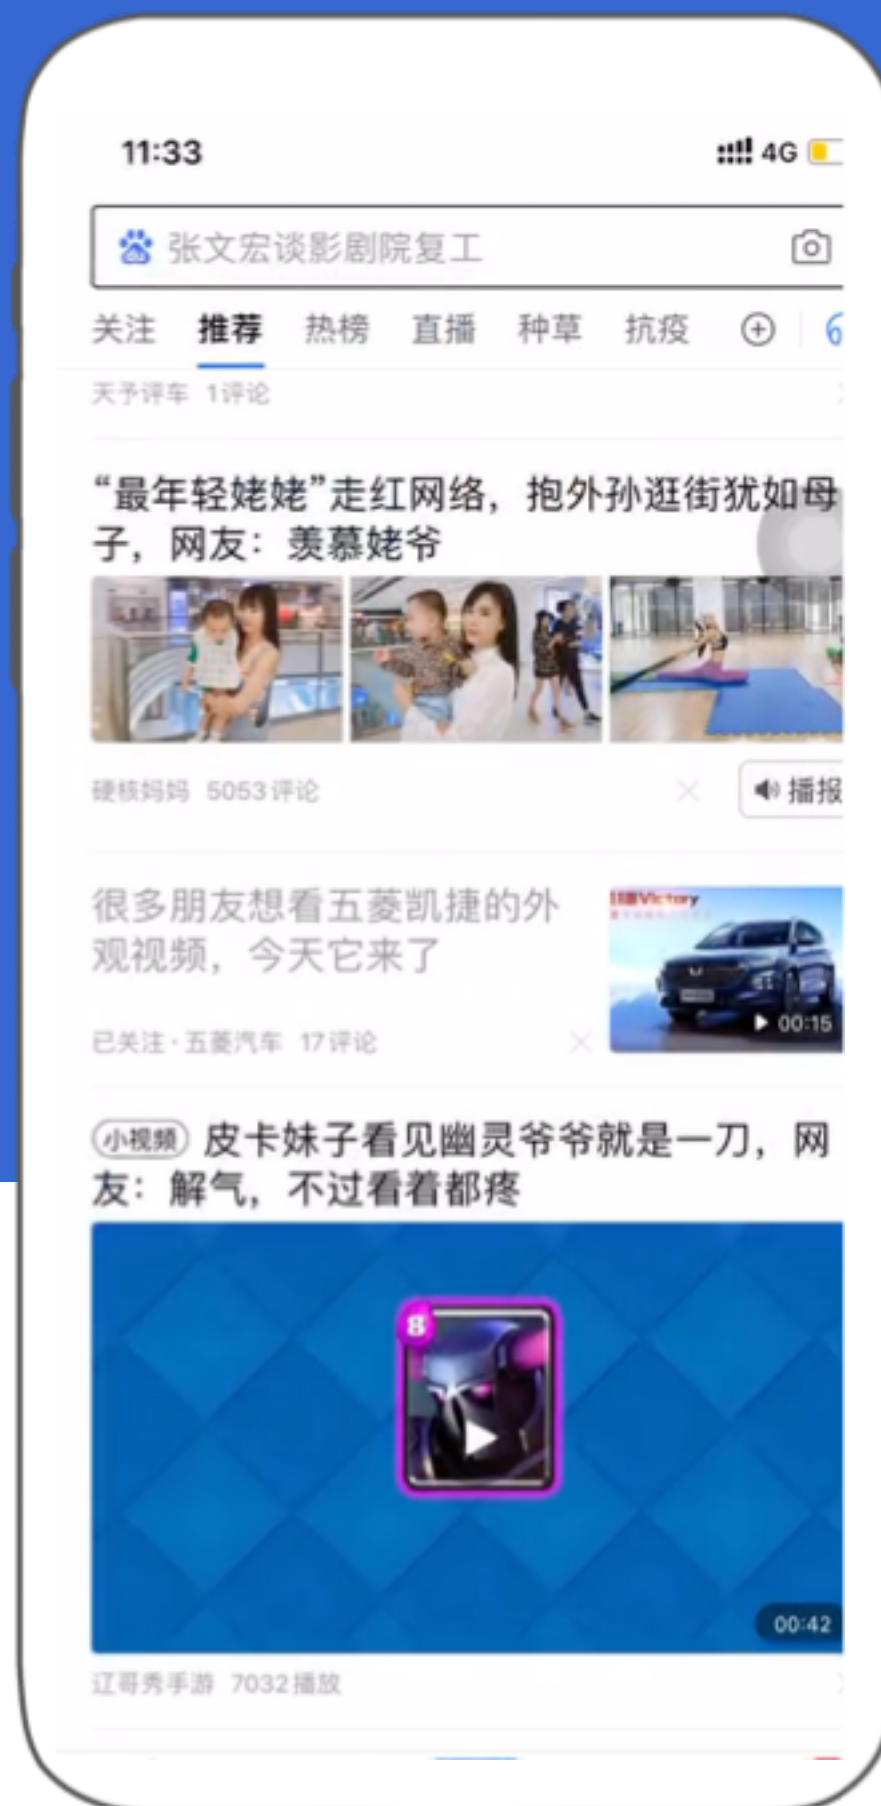 11:33
4G
张文宏谈影剧院复工
关注 推荐 热榜 直播 种草 抗疫
天予评车 1评论
“最年轻姥姥”走红网络，抱外孙逛街犹如母
子，网友：羡慕姥爷
硬核妈妈 5053评论
播报
很多朋友想看五菱凯捷的外
观视频，今天它来了
Victory
00:15
已关注·五菱汽车 17评论
小视频 皮卡妹子看见幽灵爷爷就是一刀，网
友：解气，不过看着都疼
8
00:42
辽哥秀手游 7032播放